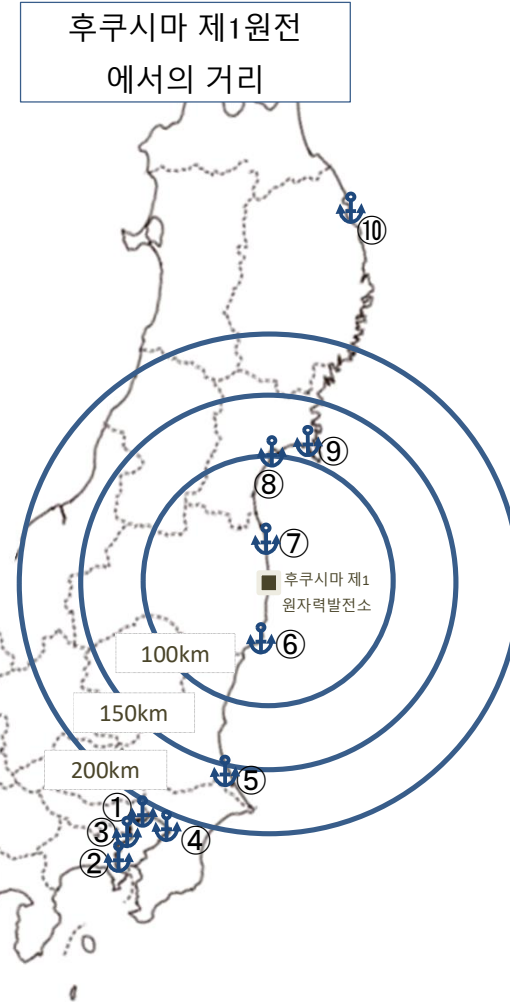 후쿠시마 제1원전
에서의 거리
⑩
⑨
⑧
⑦
후쿠시마 제1
원자력발전소
⑥
100km
150km
200km
⑤
①
③
④
②